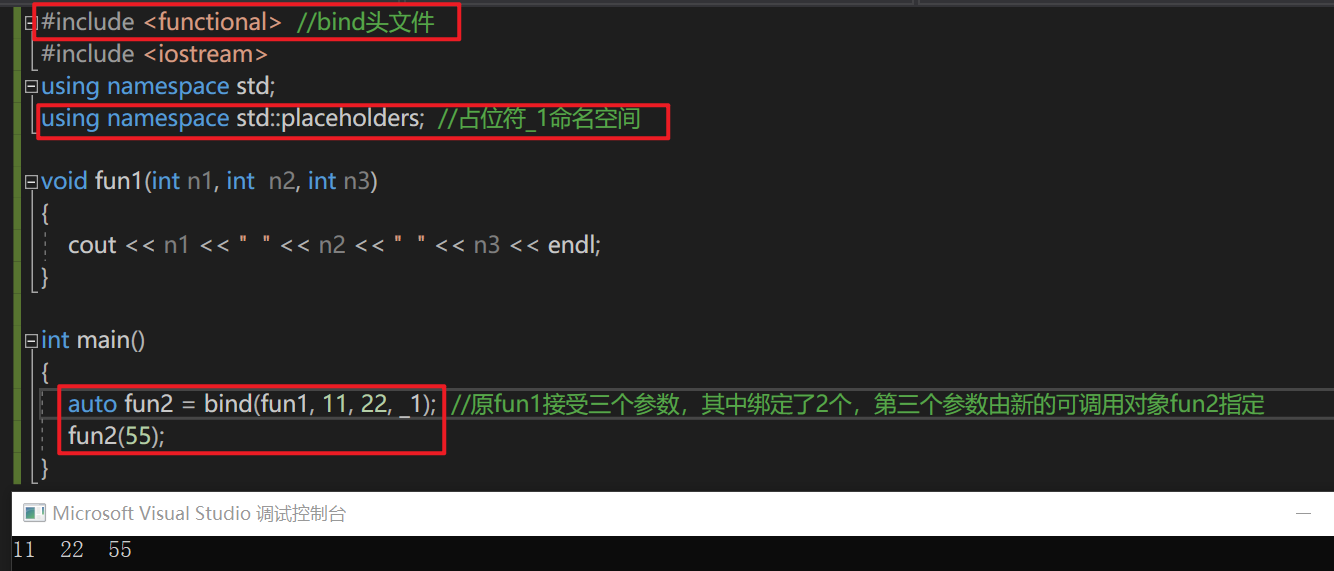 #include <functional>  //bind头文件
#include <iostream>
using namespace std;
using namespace std::placeholders;  //占位符_1命名空间
void fun1(int n1, int  n2, int n3)
{
cout << n1 << "  " << n2 << "  " << n3 << endl;
}
int main()
{
auto fun2 = bind(fun1, 11, 22, _1);  //原fun1接受三个参数，其中绑定了2个，第三个参数由新的可调用对象fun2指定
fun2(55);
}
Microsoft Visual Studio 调试控制台
11  22  55